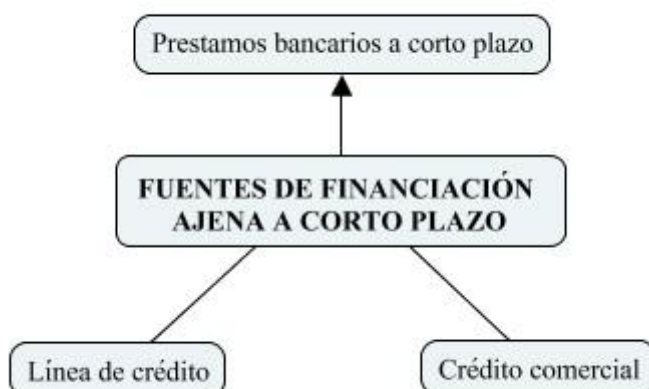 Prestamos bancarios a corto plazo
FUENTES DE FINANCIACIÓN
AJENA A CORTO PLAZO
Línea de crédito
Crédito comercial